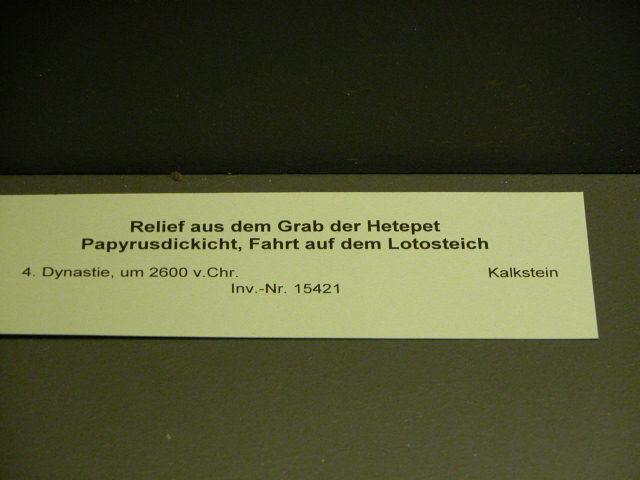 Relief aus dem Grab der Hetepet
Papyrusdickicht, Fahrt auf dem Lotosteich
4. Dynastie, um 2600 v.Chr. Kalkstein
Inv.-Nr. 15421